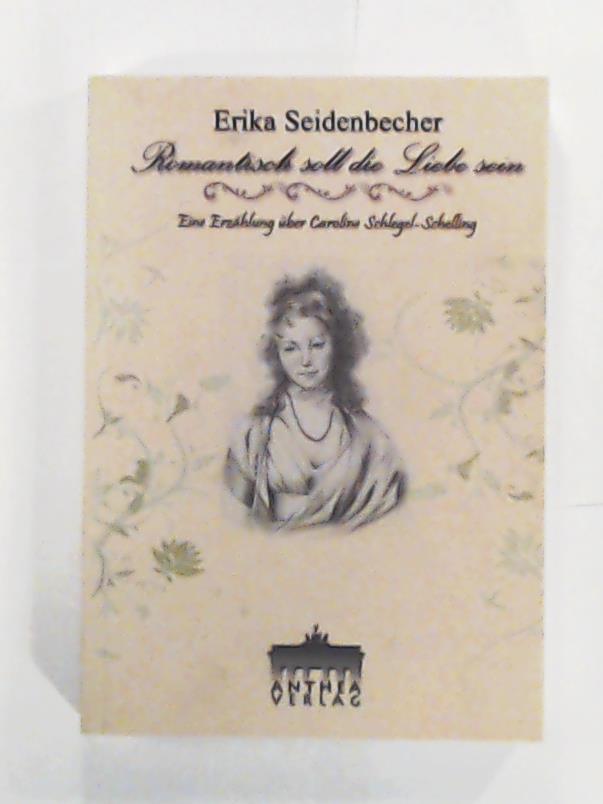 Erika Seidenbecher
Romantisch soll die Liebe sein
Eine Erzählung über Caroline Schlegel-Schelling
ANTHEA
VERLAG